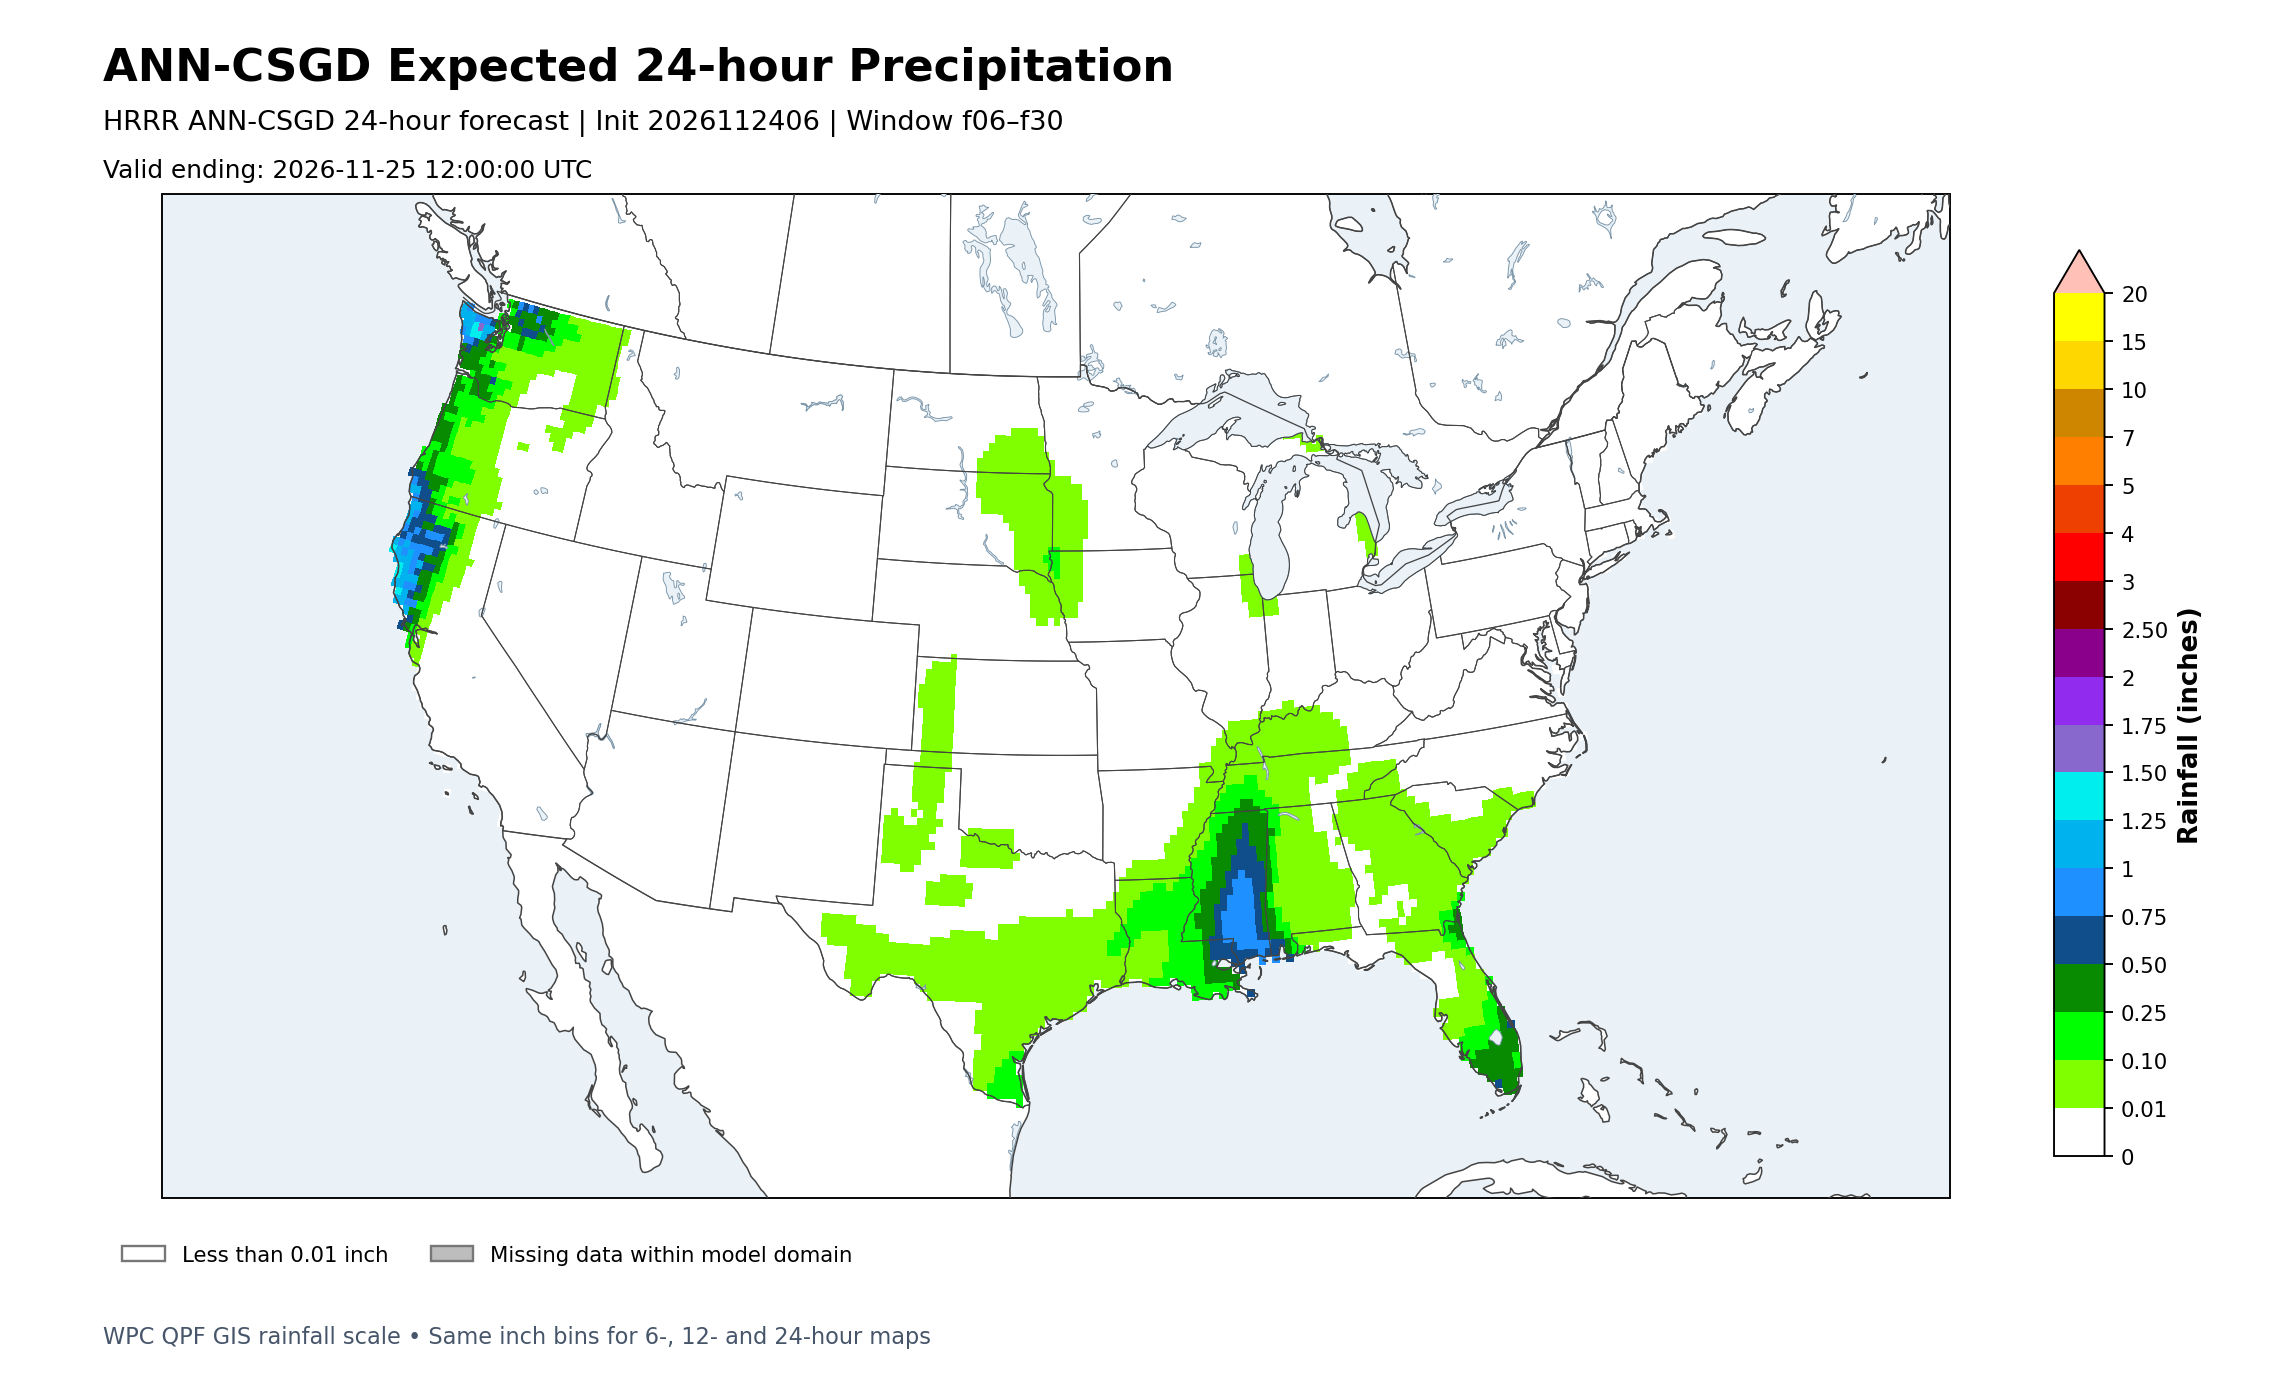 ANN-CSGD Expected 24-hour Precipitation
HRRR ANN-CSGD 24-hour forecast | Init 2026112406 | Window f06–f30
Valid ending: 2026-11-25 12:00:00 UTC
20
15
10
7
5
4
3
2.50
2
1.75
1.50
1.25
1
0.75
0.50
0.25
0.10
0.01
0
Rainfall (inches)
Less than 0.01 inch
Missing data within model domain
WPC QPF GIS rainfall scale • Same inch bins for 6-, 12- and 24-hour maps